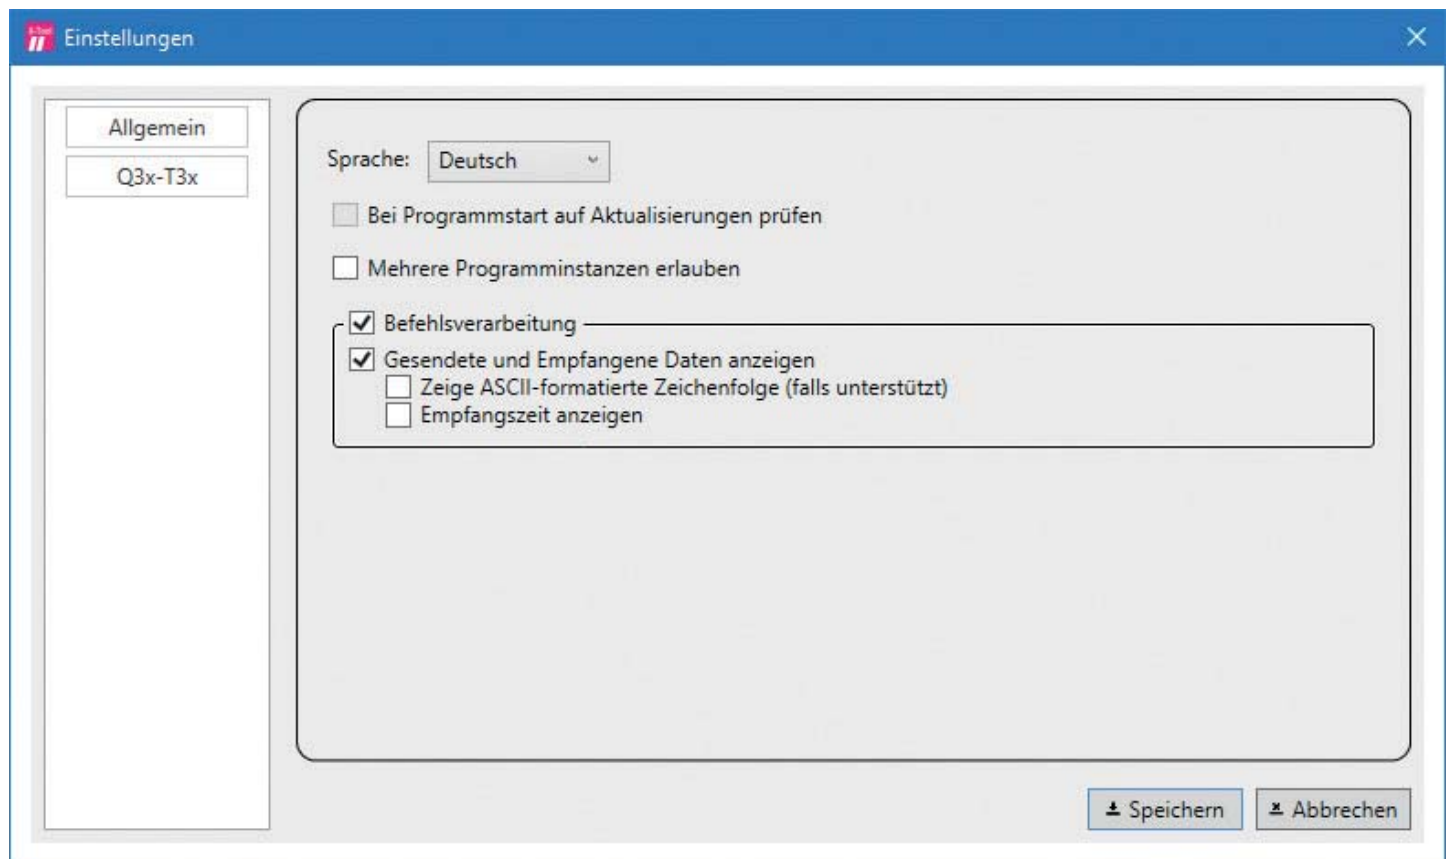 Einstellungen
Allgemein
Q3x-T3x
Sprache: Deutsch
Bei Programmstart auf Aktualisierungen prüfen
Mehrere Programminstanzen erlauben
Befehlsverarbeitung
Gesendete und Empfangene Daten anzeigen
Zeige ASCII-formatierte Zeichenfolge (falls unterstützt)
Empfangszeit anzeigen
Speichern
Abbrechen